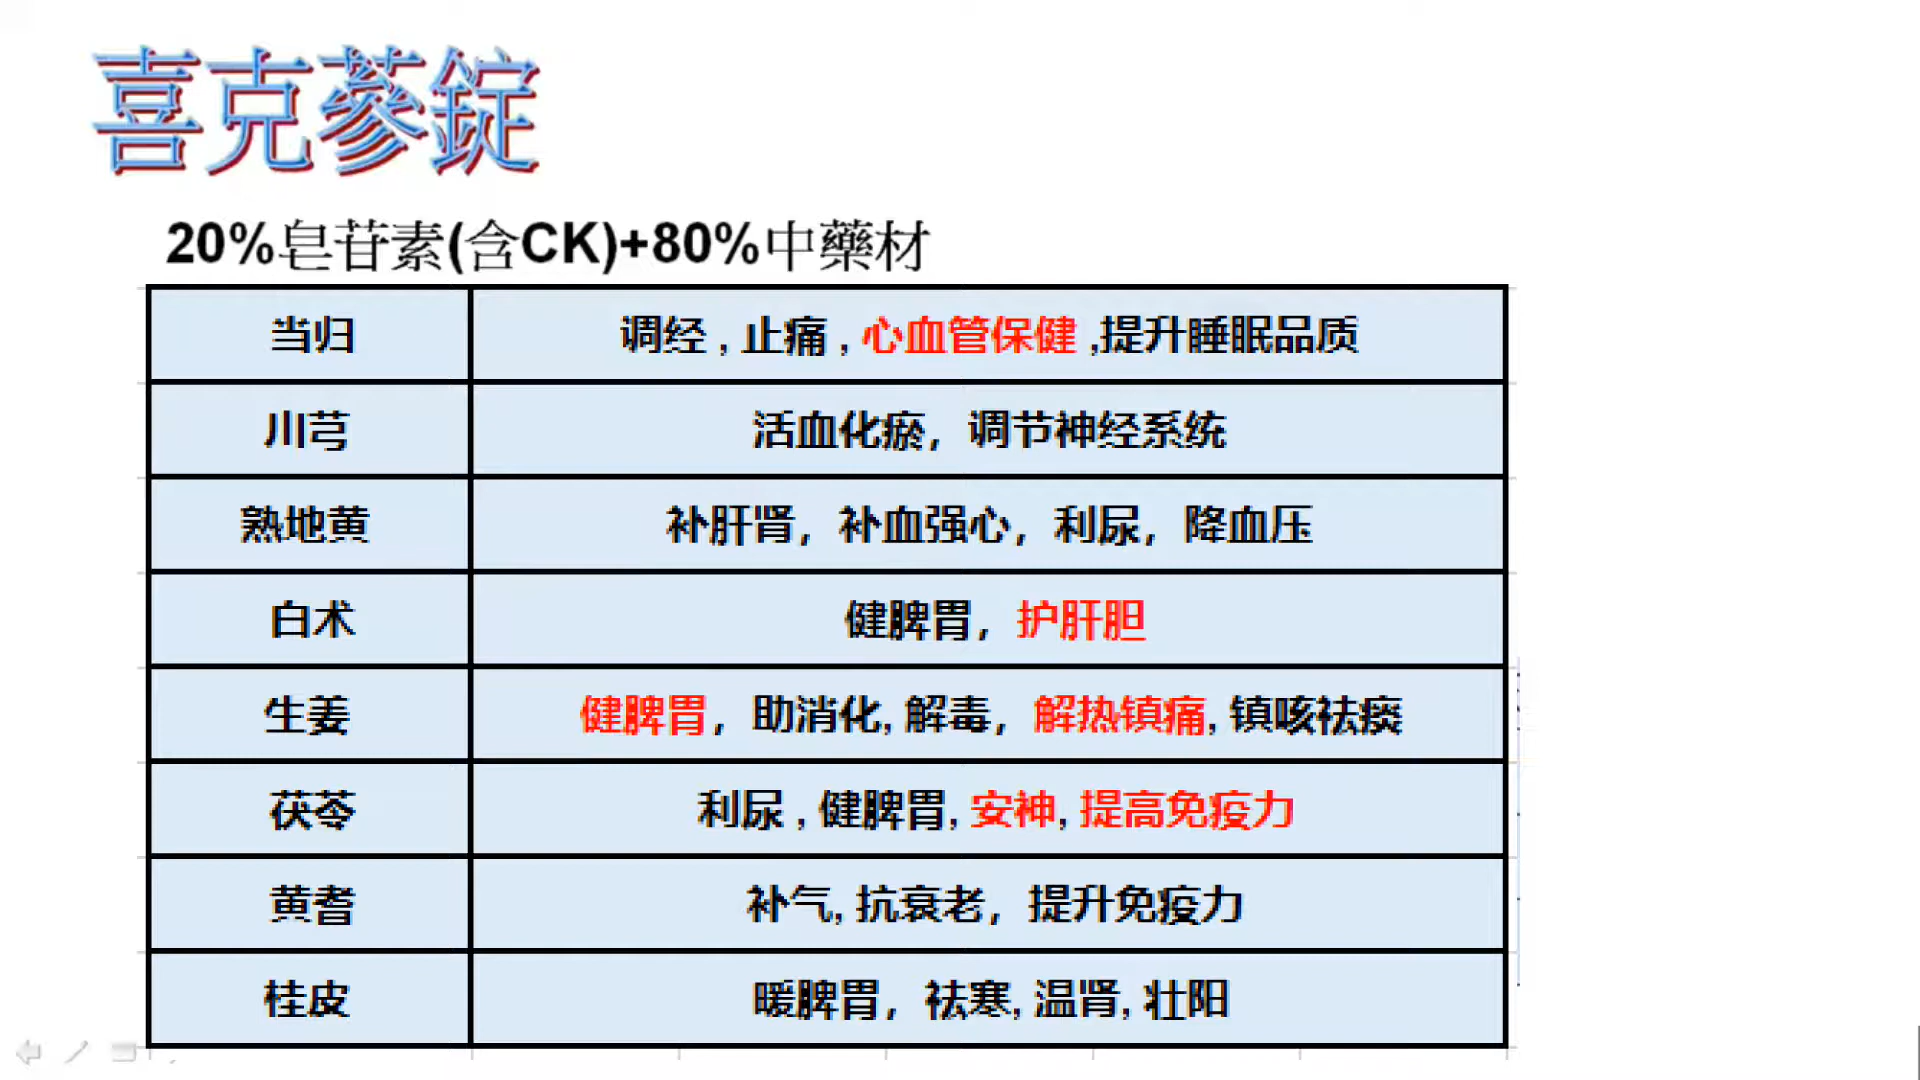 喜克蔘錠
20%皂苷素(含CK)+80%中藥材
当归 调经 , 止痛 , 心血管保健 ,提升睡眠品质
川芎 活血化瘀，调节神经系统
熟地黄 补肝肾，补血强心，利尿，降血压
白术 健脾胃，护肝胆
生姜 健脾胃，助消化, 解毒，解热镇痛, 镇咳祛痰
茯苓 利尿 , 健脾胃, 安神, 提高免疫力
黄耆 补气, 抗衰老，提升免疫力
桂皮 暖脾胃，祛寒, 温肾, 壮阳